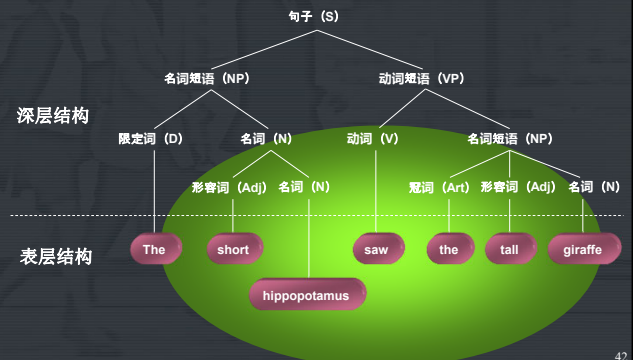 句子（S）
名词短语（NP） 动词短语（VP）
深层结构
限定词（D） 名词（N） 动词（V） 名词短语（NP）
形容词（Adj） 名词（N） 冠词（Art） 形容词（Adj） 名词（N）
表层结构
The short saw the tall giraffe
hippopotamus
42